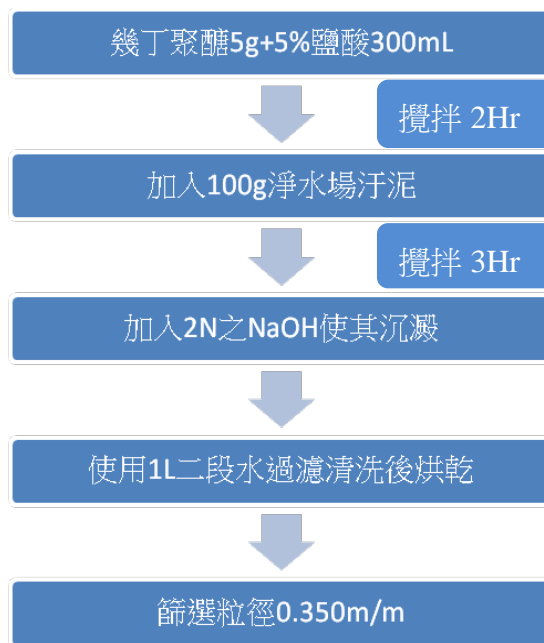 幾丁聚醣5g+5%鹽酸300mL
攪拌 2Hr
加入100g淨水場汙泥
攪拌 3Hr
加入2N之NaOH使其沉澱
使用1L二段水過濾清洗後烘乾
篩選粒徑0.350m/m